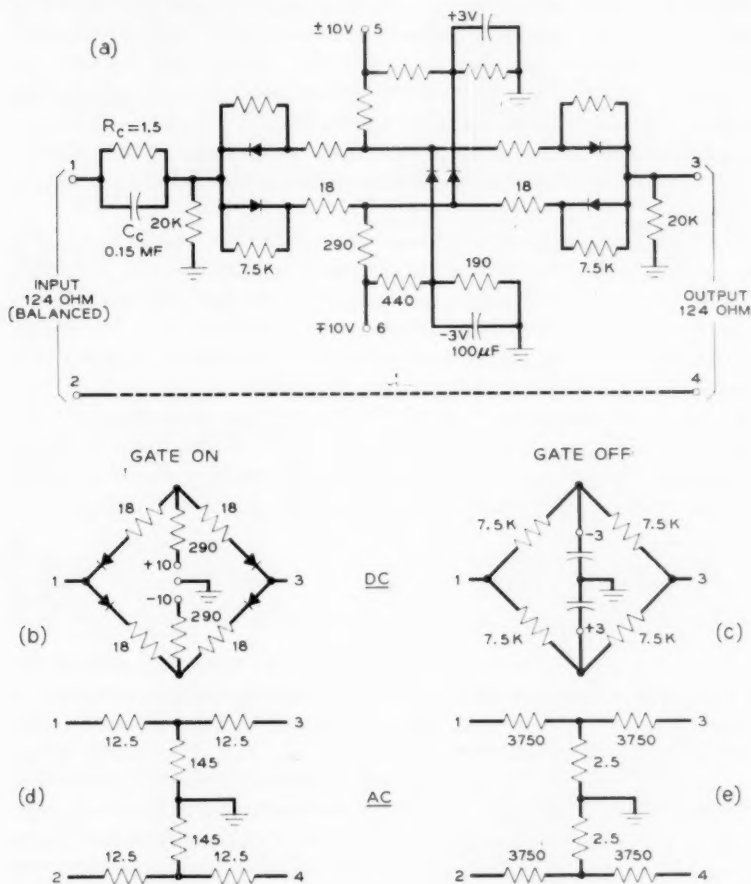 (a)
±10V 5
+3V
R_C=1.5
1
C_C
0.15 MF
20K
7.5K
18
290
440
∓10V 6
190
-3V
100μF
18
7.5K
3
20K
INPUT
124 OHM
(BALANCED)
OUTPUT
124 OHM
2
4
GATE ON
GATE OFF
18
18
290
+10
-10
290
18
18
1
3
(b)
DC
7.5K
7.5K
-3
+3
7.5K
7.5K
1
3
(c)
1
12.5
12.5
3
145
145
2
12.5
12.5
4
(d)
AC
1
3750
3750
3
2.5
2.5
2
3750
3750
4
(e)